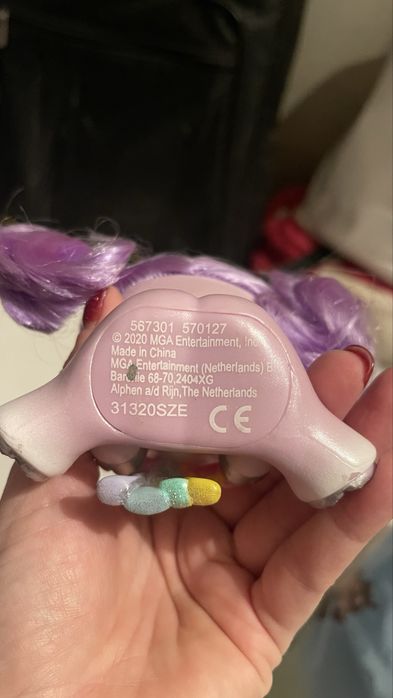 567301 570127
© 2020 MGA Entertainment, Inc.
Made in China
MGA Entertainment (Netherlands) B
68-70,2404XG
Alphen a/d Rijn,The Netherlands
31320SZE
CE